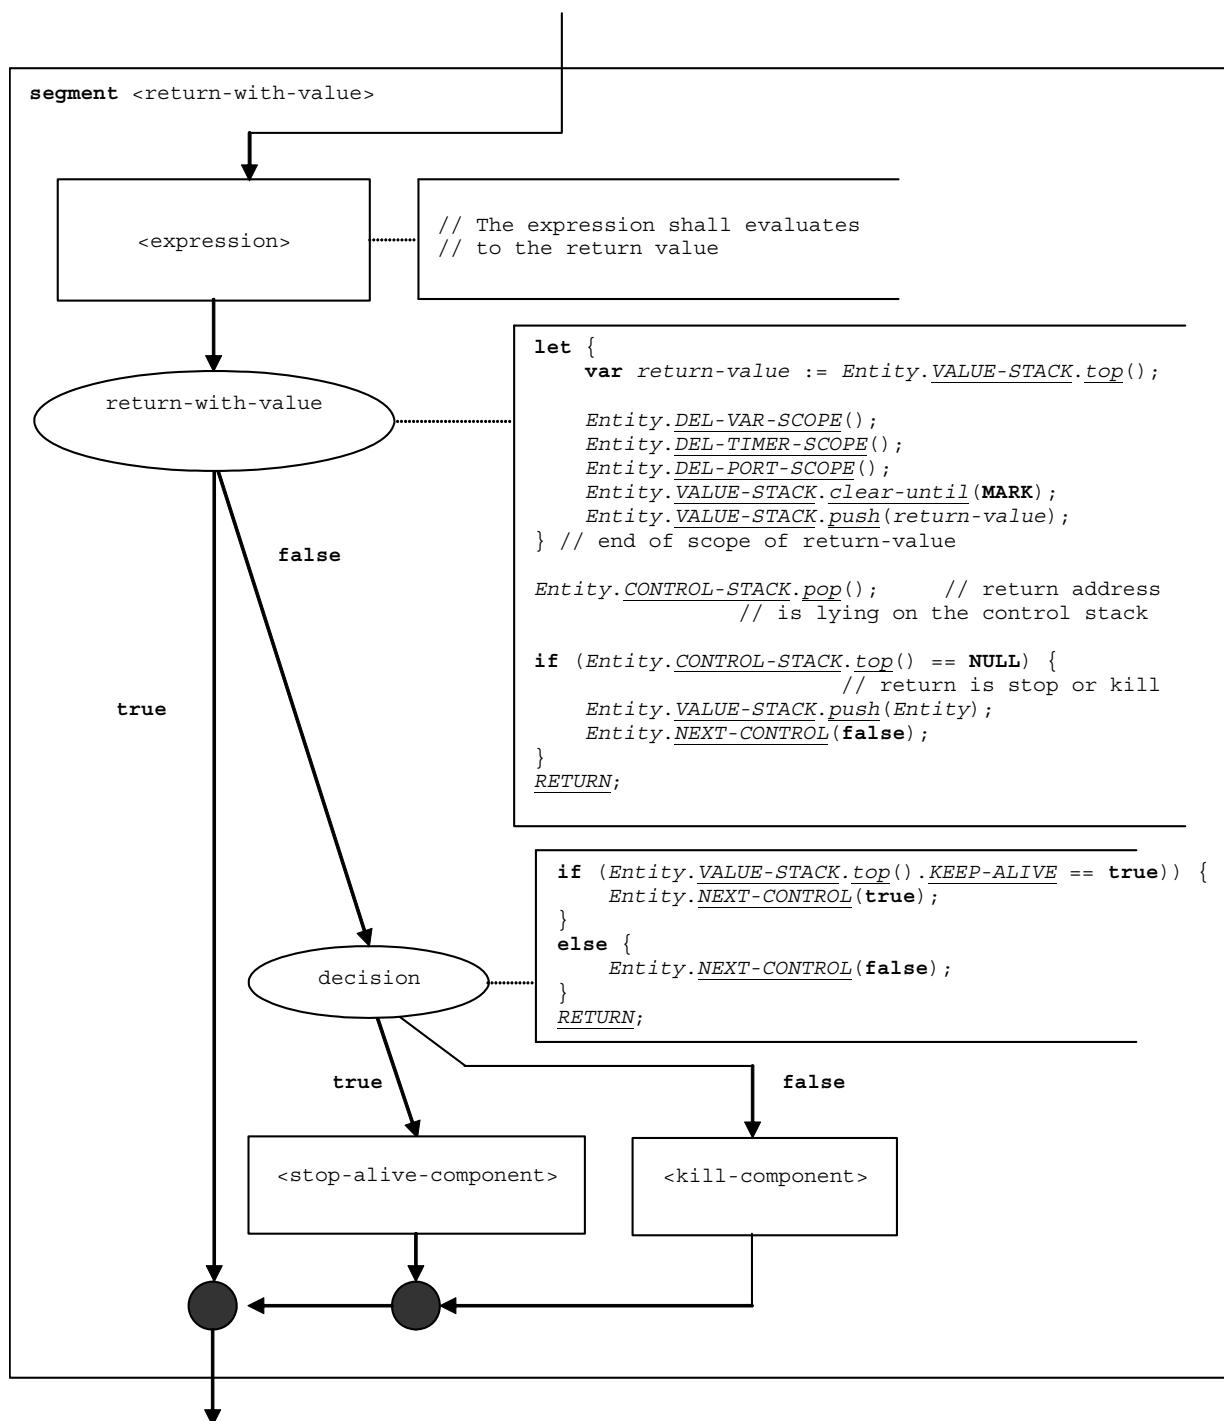 segment <return-with-value>
<expression>
// The expression shall evaluates
// to the return value
return-with-value
let {
var return-value := Entity.VALUE-STACK.top();
Entity.DEL-VAR-SCOPE();
Entity.DEL-TIMER-SCOPE();
Entity.DEL-PORT-SCOPE();
Entity.VALUE-STACK.clear-until(MARK);
Entity.VALUE-STACK.push(return-value);
} // end of scope of return-value
Entity.CONTROL-STACK.pop(); // return address
// is lying on the control stack
if (Entity.CONTROL-STACK.top() == NULL) {
// return is stop or kill
Entity.VALUE-STACK.push(Entity);
Entity.NEXT-CONTROL(false);
}
RETURN;
false
true
decision
if (Entity.VALUE-STACK.top().KEEP-ALIVE == true)) {
Entity.NEXT-CONTROL(true);
}
else {
Entity.NEXT-CONTROL(false);
}
RETURN;
true
false
<stop-alive-component>
<kill-component>